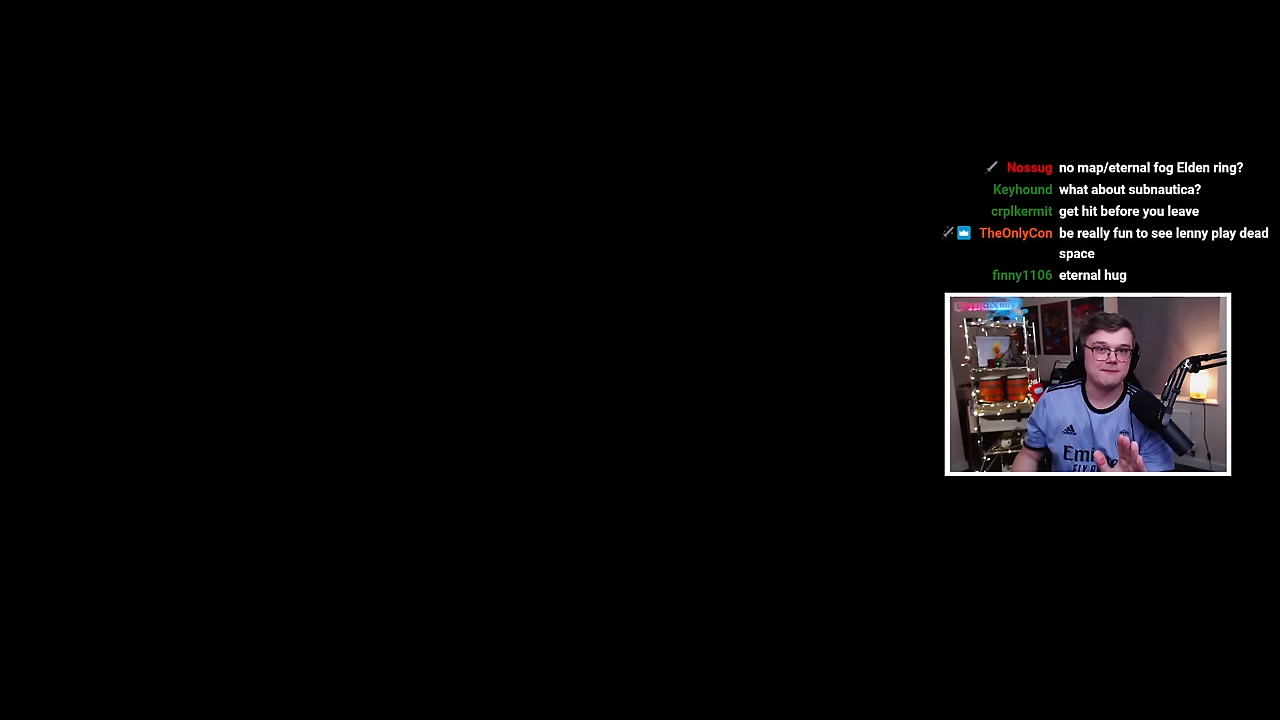 Nossug no map/eternal fog Elden ring?
Keyhound what about subnautica?
crplkermit get hit before you leave
TheOnlyCon be really fun to see lenny play dead
space
finny1106 eternal hug